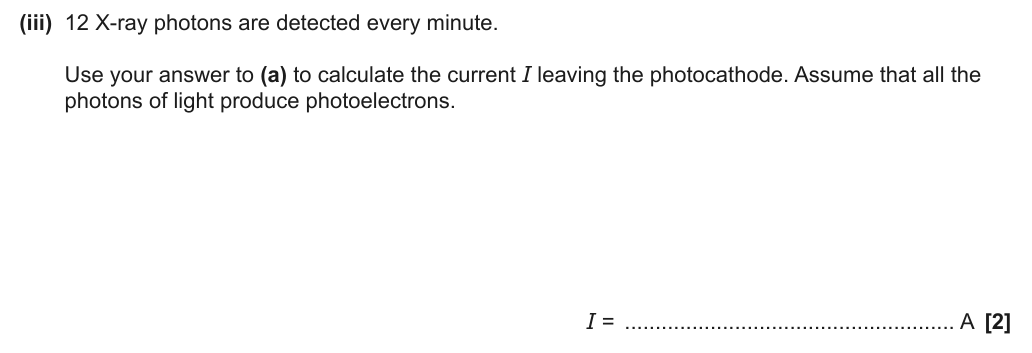 (iii) 12 X-ray photons are detected every minute.
Use your answer to (a) to calculate the current I leaving the photocathode. Assume that all the
photons of light produce photoelectrons.
I = ...................................................... A [2]